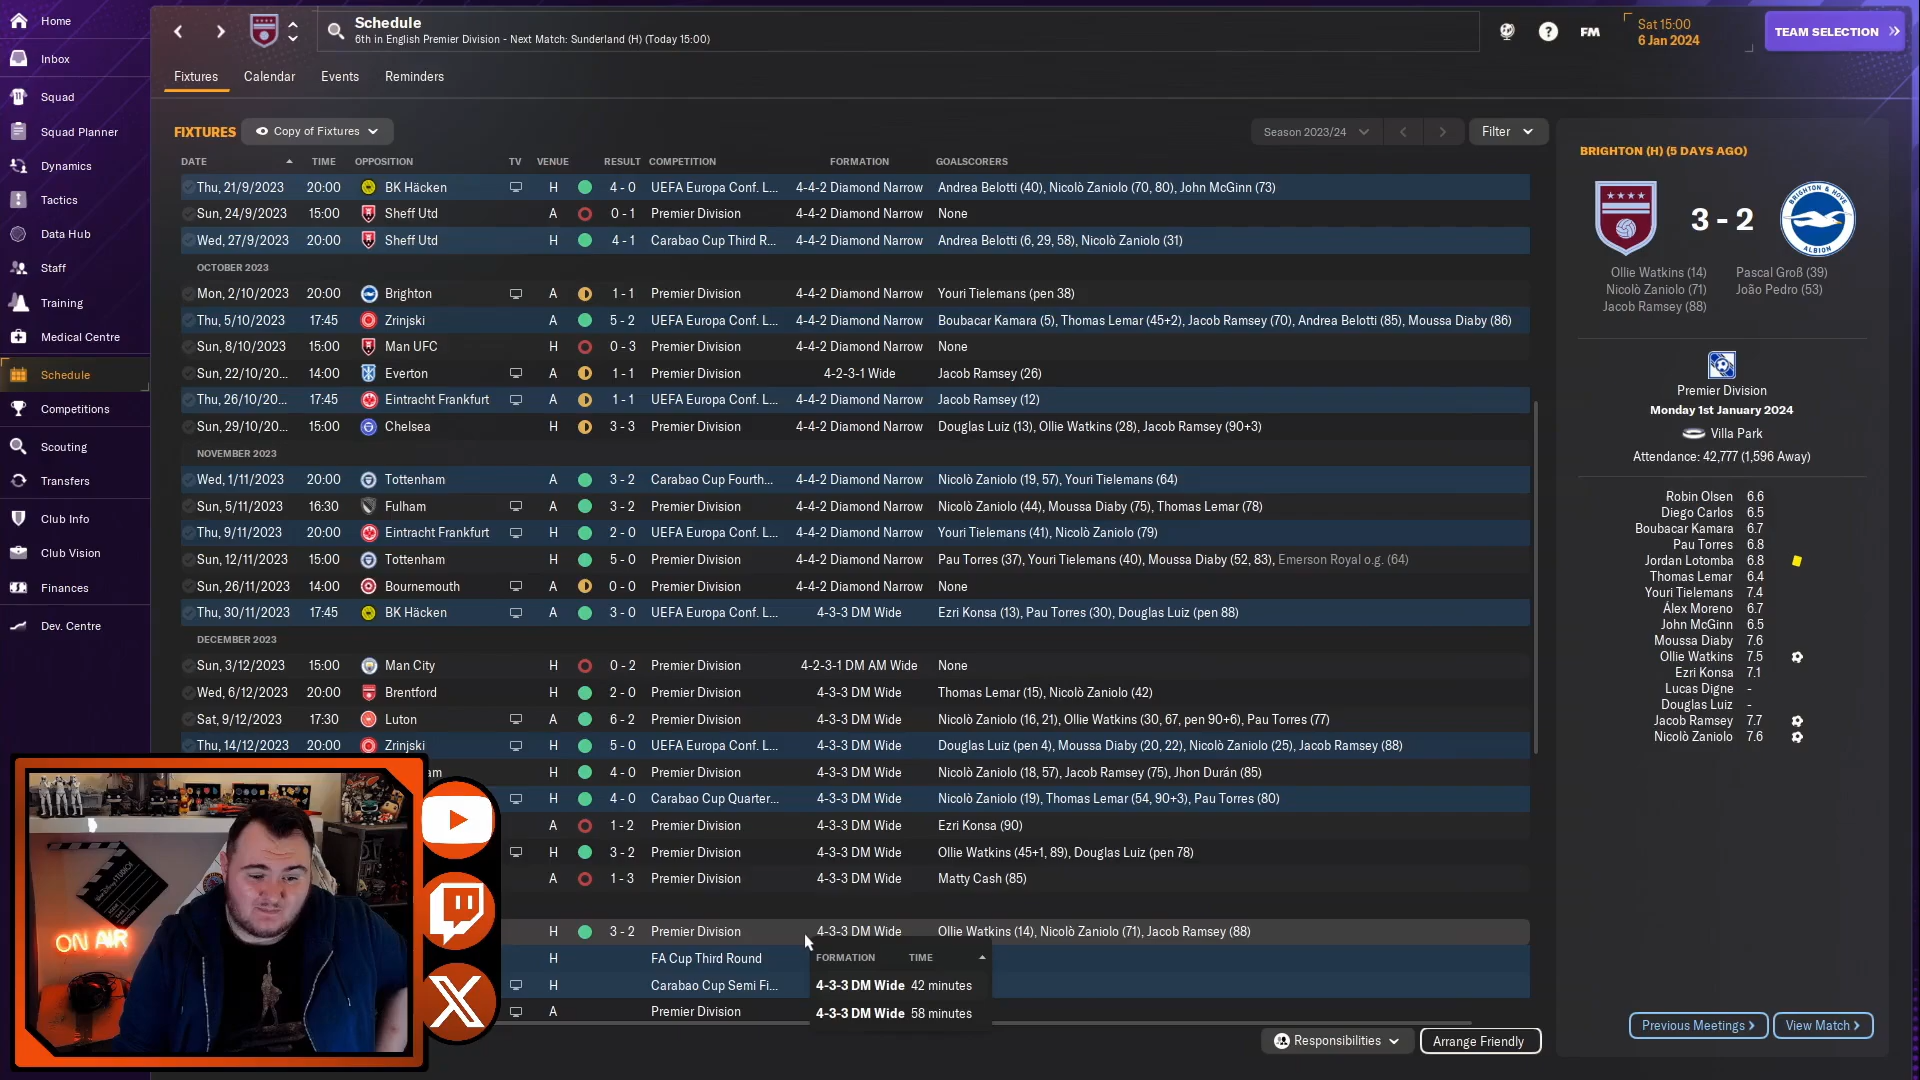 Home
Inbox
Squad
Squad Planner
Dynamics
Tactics
Data Hub
Staff
Training
Medical Centre
Schedule
Competitions
Scouting
Transfers
Club Info
Club Vision
Finances
Dev. Centre
Schedule
6th in English Premier Division - Next Match: Sunderland (H) (Today 15:00)
FM
Sat 15:00
6 Jan 2024
TEAM SELECTION
Fixtures Calendar Events Reminders
FIXTURES Copy of Fixtures Season 2023/24 Filter
DATE TIME OPPOSITION TV VENUE RESULT COMPETITION FORMATION GOALSCORERS
Thu, 21/9/2023 20:00 BK Häcken H 4 - 0 UEFA Europa Conf. L... 4-4-2 Diamond Narrow Andrea Belotti (40), Nicolò Zaniolo (70, 80), John McGinn (73)
Sun, 24/9/2023 15:00 Sheff Utd A 0 - 1 Premier Division 4-4-2 Diamond Narrow None
Wed, 27/9/2023 20:00 Sheff Utd H 4 - 1 Carabao Cup Third R... 4-4-2 Diamond Narrow Andrea Belotti (6, 29, 58), Nicolò Zaniolo (31)
OCTOBER 2023
Mon, 2/10/2023 20:00 Brighton A 1 - 1 Premier Division 4-4-2 Diamond Narrow Youri Tielemans (pen 38)
Thu, 5/10/2023 17:45 Zrinjski A 5 - 2 UEFA Europa Conf. L... 4-4-2 Diamond Narrow Boubacar Kamara (5), Thomas Lemar (45+2), Jacob Ramsey (70), Andrea Belotti (85), Moussa Diaby (86)
Sun, 8/10/2023 15:00 Man UFC H 0 - 3 Premier Division 4-4-2 Diamond Narrow None
Sun, 22/10/20... 14:00 Everton A 1 - 1 Premier Division 4-2-3-1 Wide Jacob Ramsey (26)
Thu, 26/10/20... 17:45 Eintracht Frankfurt A 1 - 1 UEFA Europa Conf. L... 4-4-2 Diamond Narrow Jacob Ramsey (12)
Sun, 29/10/20... 15:00 Chelsea H 3 - 3 Premier Division 4-4-2 Diamond Narrow Douglas Luiz (13), Ollie Watkins (28), Jacob Ramsey (90+3)
NOVEMBER 2023
Wed, 1/11/2023 20:00 Tottenham A 3 - 2 Carabao Cup Fourth... 4-4-2 Diamond Narrow Nicolò Zaniolo (19, 57), Youri Tielemans (64)
Sun, 5/11/2023 16:30 Fulham A 3 - 2 Premier Division 4-4-2 Diamond Narrow Nicolò Zaniolo (44), Moussa Diaby (75), Thomas Lemar (78)
Thu, 9/11/2023 20:00 Eintracht Frankfurt H 2 - 0 UEFA Europa Conf. L... 4-4-2 Diamond Narrow Youri Tielemans (41), Nicolò Zaniolo (79)
Sun, 12/11/2023 15:00 Tottenham H 5 - 0 Premier Division 4-4-2 Diamond Narrow Pau Torres (37), Youri Tielemans (40), Moussa Diaby (52, 83), Emerson Royal o.g. (64)
Sun, 26/11/2023 14:00 Bournemouth A 0 - 0 Premier Division 4-4-2 Diamond Narrow None
Thu, 30/11/2023 17:45 BK Häcken A 3 - 0 UEFA Europa Conf. L... 4-3-3 DM Wide Ezri Konsa (13), Pau Torres (30), Douglas Luiz (pen 88)
DECEMBER 2023
Sun, 3/12/2023 15:00 Man City H 0 - 2 Premier Division 4-2-3-1 DM AM Wide None
Wed, 6/12/2023 20:00 Brentford H 2 - 0 Premier Division 4-3-3 DM Wide Thomas Lemar (15), Nicolò Zaniolo (42)
Sat, 9/12/2023 17:30 Luton A 6 - 2 Premier Division 4-3-3 DM Wide Nicolò Zaniolo (16, 21), Ollie Watkins (30, 67, pen 90+6), Pau Torres (77)
Thu, 14/12/2023 20:00 Zrinjski H 5 - 0 UEFA Europa Conf. L... 4-3-3 DM Wide Douglas Luiz (pen 4), Moussa Diaby (20, 22), Nicolò Zaniolo (25), Jacob Ramsey (88)
am H 4 - 0 Premier Division 4-3-3 DM Wide Nicolò Zaniolo (18, 57), Jacob Ramsey (75), Jhon Durán (85)
H 4 - 0 Carabao Cup Quarter... 4-3-3 DM Wide Nicolò Zaniolo (19), Thomas Lemar (54, 90+3), Pau Torres (80)
A 1 - 2 Premier Division 4-3-3 DM Wide Ezri Konsa (90)
H 3 - 2 Premier Division 4-3-3 DM Wide Ollie Watkins (45+1, 89), Douglas Luiz (pen 78)
A 1 - 3 Premier Division 4-3-3 DM Wide Matty Cash (85)
H 3 - 2 Premier Division 4-3-3 DM Wide Ollie Watkins (14), Nicolò Zaniolo (71), Jacob Ramsey (88)
H FA Cup Third Round
H Carabao Cup Semi Fi...
A Premier Division
FORMATION TIME
4-3-3 DM Wide 42 minutes
4-3-3 DM Wide 58 minutes
Responsibilities Arrange Friendly
BRIGHTON (H) (5 DAYS AGO)
3 - 2
BRIGHTON & HOVE
ALBION
Ollie Watkins (14) Pascal Groß (39)
Nicolò Zaniolo (71) João Pedro (53)
Jacob Ramsey (88)
Premier Division
Monday 1st January 2024
Villa Park
Attendance: 42,777 (1,596 Away)
Robin Olsen 6.6
Diego Carlos 6.5
Boubacar Kamara 6.7
Pau Torres 6.8
Jordan Lotomba 6.8
Thomas Lemar 6.4
Youri Tielemans 7.4
Álex Moreno 6.7
John McGinn 6.5
Moussa Diaby 7.6
Ollie Watkins 7.5
Ezri Konsa 7.1
Lucas Digne -
Douglas Luiz -
Jacob Ramsey 7.7
Nicolò Zaniolo 7.6
Previous Meetings View Match
ON AIR